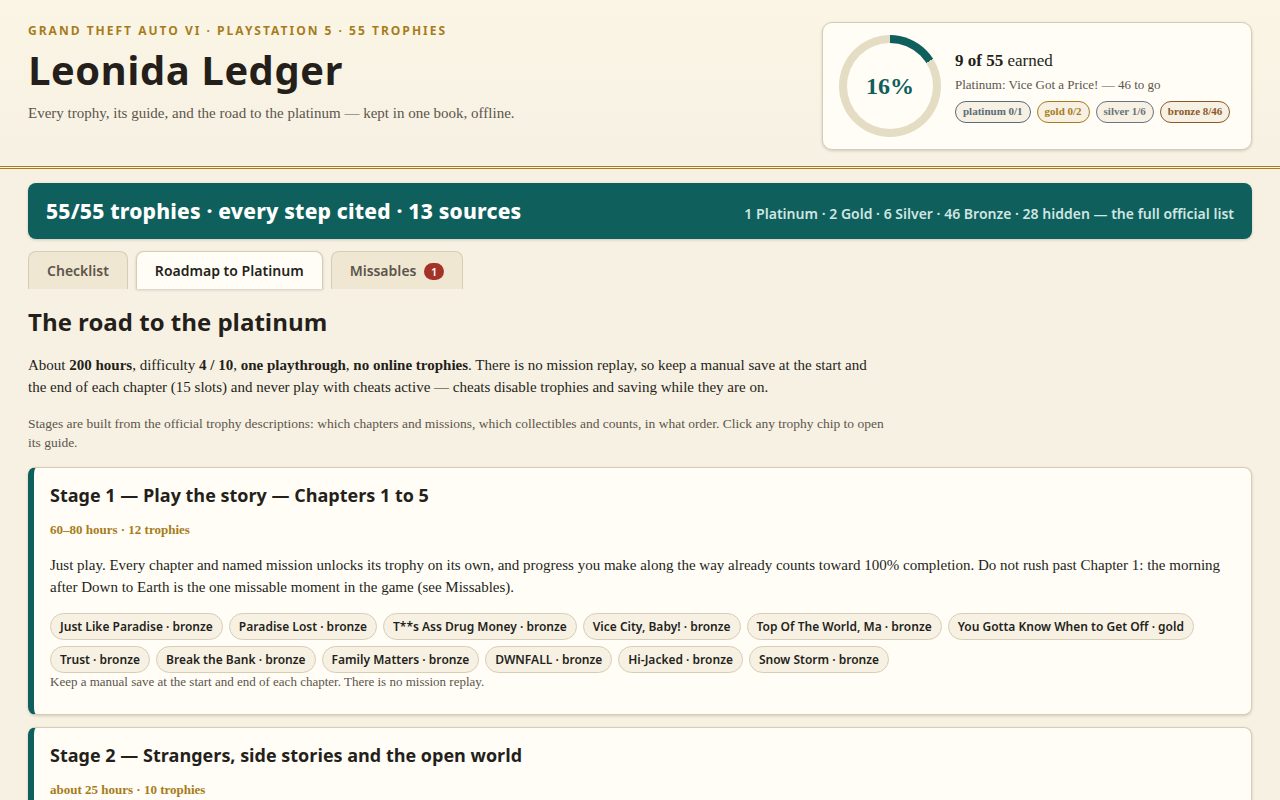 GRAND THEFT AUTO VI · PLAYSTATION 5 · 55 TROPHIES
Leonida Ledger
Every trophy, its guide, and the road to the platinum — kept in one book, offline.
16%
9 of 55 earned
Platinum: Vice Got a Price! — 46 to go
platinum 0/1
gold 0/2
silver 1/6
bronze 8/46
55/55 trophies · every step cited · 13 sources
1 Platinum · 2 Gold · 6 Silver · 46 Bronze · 28 hidden — the full official list
Checklist
Roadmap to Platinum
Missables 1
The road to the platinum
About 200 hours, difficulty 4 / 10, one playthrough, no online trophies. There is no mission replay, so keep a manual save at the start and
the end of each chapter (15 slots) and never play with cheats active — cheats disable trophies and saving while they are on.
Stages are built from the official trophy descriptions: which chapters and missions, which collectibles and counts, in what order. Click any trophy chip to open
its guide.
Stage 1 — Play the story — Chapters 1 to 5
60–80 hours · 12 trophies
Just play. Every chapter and named mission unlocks its trophy on its own, and progress you make along the way already counts toward 100% completion. Do not rush past Chapter 1: the morning
after Down to Earth is the one missable moment in the game (see Missables).
Just Like Paradise · bronze
Paradise Lost · bronze
T**s Ass Drug Money · bronze
Vice City, Baby! · bronze
Top Of The World, Ma · bronze
You Gotta Know When to Get Off · gold
Trust · bronze
Break the Bank · bronze
Family Matters · bronze
DWNFALL · bronze
Hi-Jacked · bronze
Snow Storm · bronze
Keep a manual save at the start and end of each chapter. There is no mission replay.
Stage 2 — Strangers, side stories and the open world
about 25 hours · 10 trophies